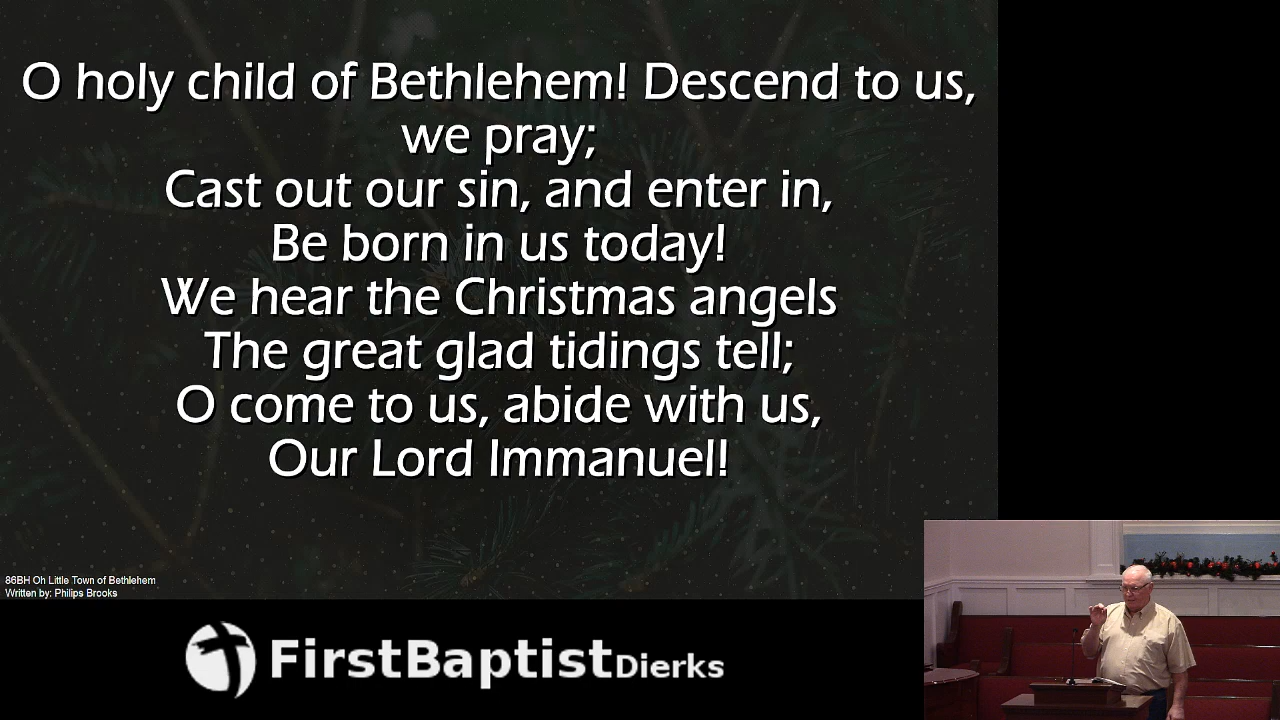 O holy child of Bethlehem! Descend to us,
we pray;
Cast out our sin, and enter in,
Be born in us today!
We hear the Christmas angels
The great glad tidings tell;
O come to us, abide with us,
Our Lord Immanuel!
86BH Oh Little Town of Bethlehem
Written by: Philips Brooks
FirstBaptistDierks